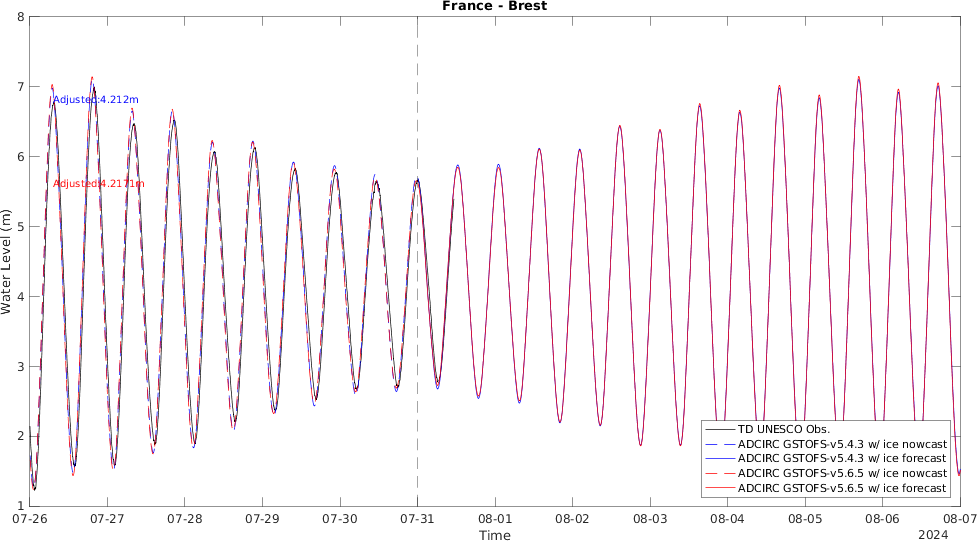 France - Brest
8
7
6
5
4
3
2
1
Water Level (m)
Adjusted:4.212m
Adjusted:4.2171m
TD UNESCO Obs.
ADCIRC GSTOFS-v5.4.3 w/ ice nowcast
ADCIRC GSTOFS-v5.4.3 w/ ice forecast
ADCIRC GSTOFS-v5.6.5 w/ ice nowcast
ADCIRC GSTOFS-v5.6.5 w/ ice forecast
07-26 07-27 07-28 07-29 07-30 07-31 08-01 08-02 08-03 08-04 08-05 08-06 08-07
Time
2024